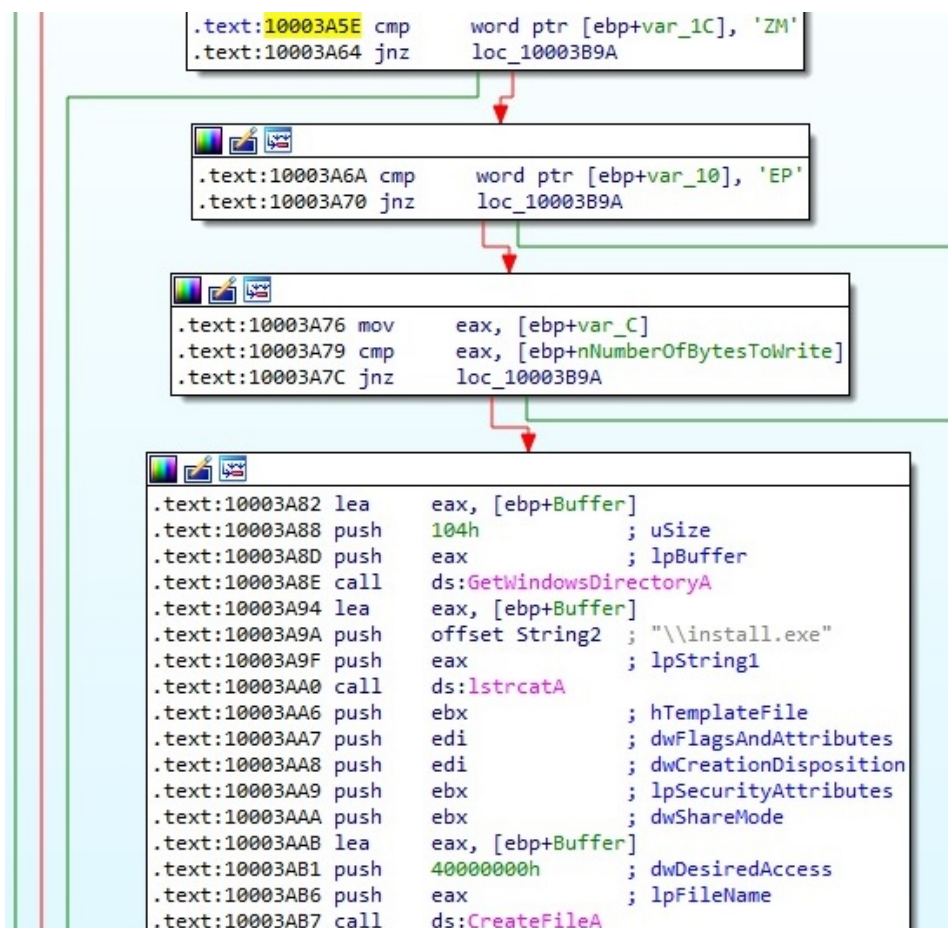 .text:10003A5E cmp word ptr [ebp+var_1C], 'ZM'
.text:10003A64 jnz loc_10003B9A
.text:10003A6A cmp word ptr [ebp+var_10], 'EP'
.text:10003A70 jnz loc_10003B9A
.text:10003A76 mov eax, [ebp+var_C]
.text:10003A79 cmp eax, [ebp+nNumberOfBytesToWrite]
.text:10003A7C jnz loc_10003B9A
.text:10003A82 lea eax, [ebp+Buffer]
.text:10003A88 push 104h ; uSize
.text:10003A8D push eax ; lpBuffer
.text:10003A8E call ds:GetWindowsDirectoryA
.text:10003A94 lea eax, [ebp+Buffer]
.text:10003A9A push offset String2 ; "\\install.exe"
.text:10003A9F push eax ; lpString1
.text:10003AA0 call ds:lstrcatA
.text:10003AA6 push ebx ; hTemplateFile
.text:10003AA7 push edi ; dwFlagsAndAttributes
.text:10003AA8 push edi ; dwCreationDisposition
.text:10003AA9 push ebx ; lpSecurityAttributes
.text:10003AAA push ebx ; dwShareMode
.text:10003AAB lea eax, [ebp+Buffer]
.text:10003AB1 push 40000000h ; dwDesiredAccess
.text:10003AB6 push eax ; lpFileName
.text:10003AB7 call ds:CreateFileA